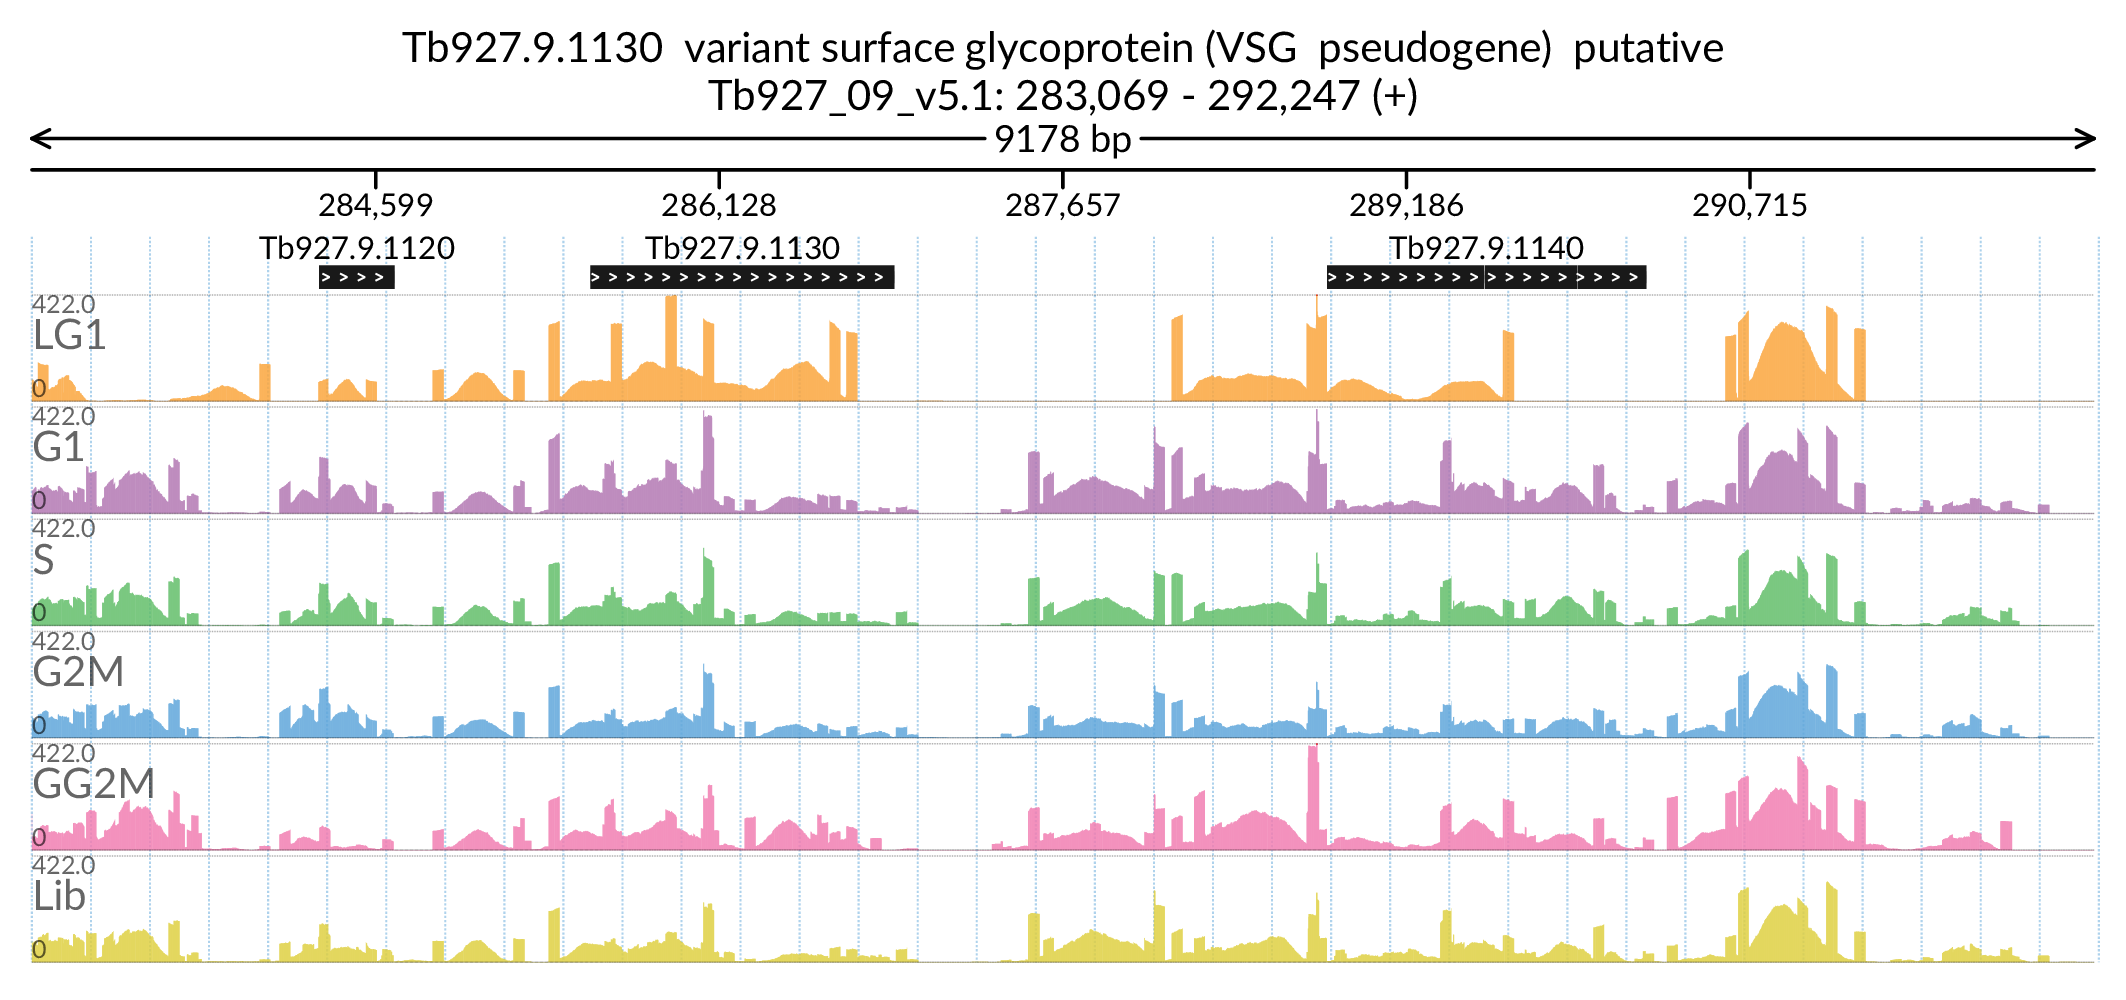 Tb927.9.1130  variant surface glycoprotein (VSG  pseudogene)  putative
Tb927_09_v5.1: 283,069 - 292,247 (+)
9178 bp
284,599 286,128 287,657 289,186 290,715
Tb927.9.1120 Tb927.9.1130 Tb927.9.1140
422.0
LG1
0
422.0
G1
0
422.0
S
0
422.0
G2M
0
422.0
GG2M
0
422.0
Lib
0